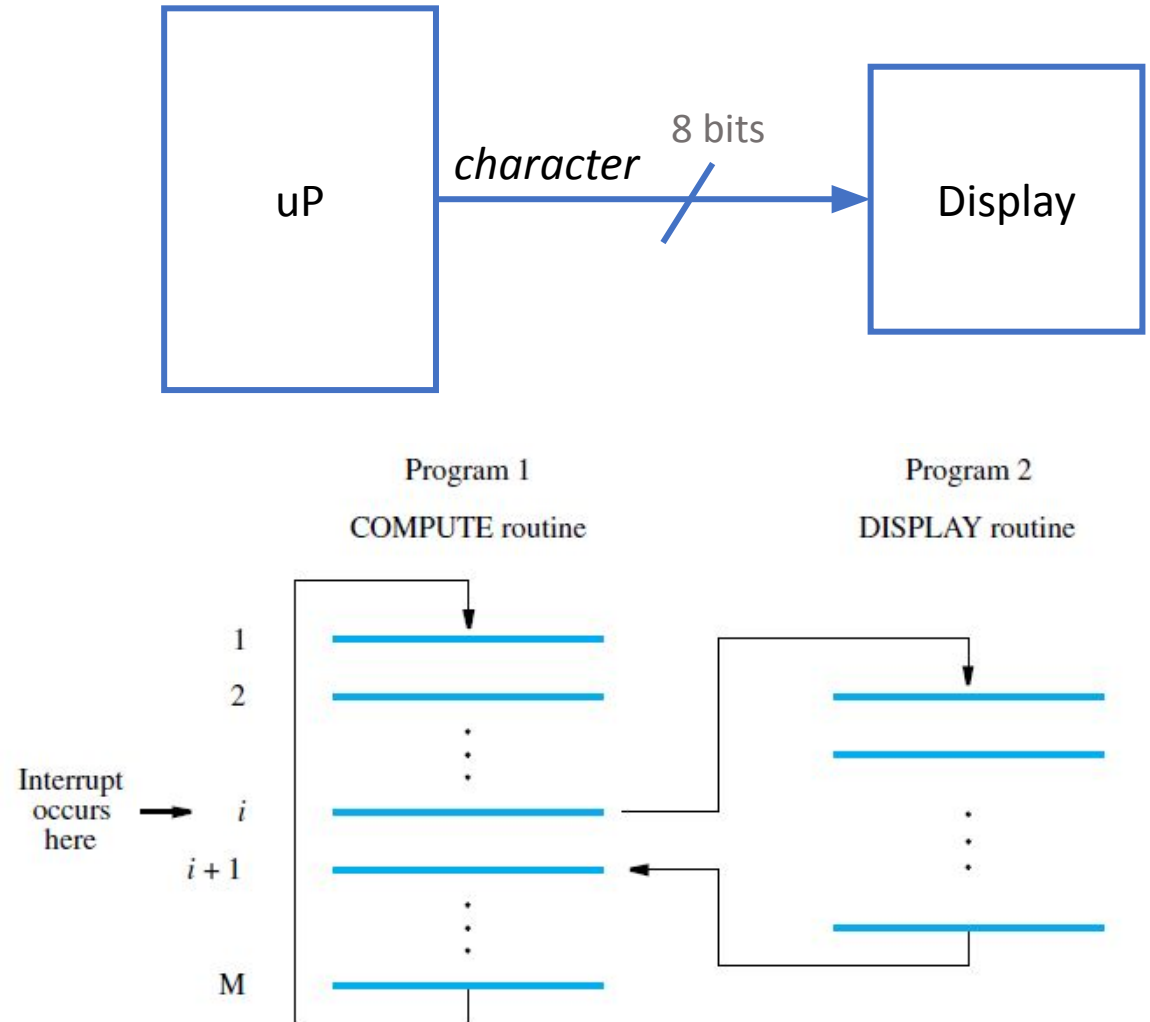 8 bits
character
uP
Display
Program 1
Program 2
COMPUTE routine
DISPLAY routine
1
2
Interrupt
occurs
here
i
i + 1
M